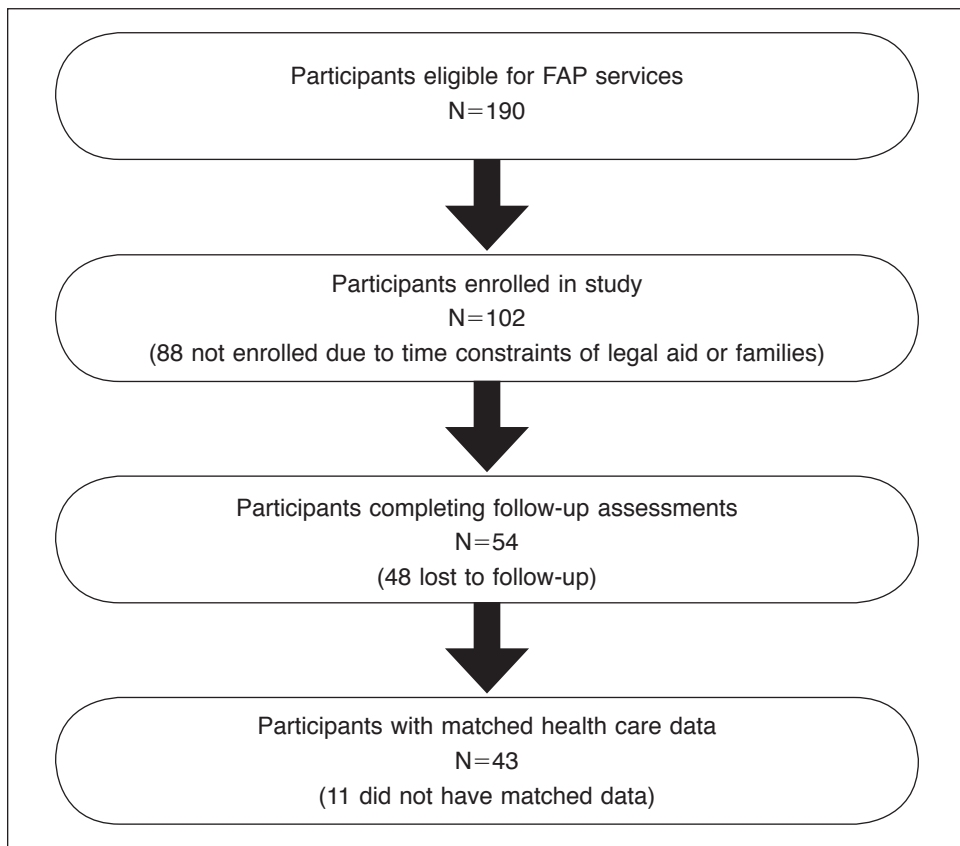 Participants eligible for FAP services
N=190
Participants enrolled in study
N=102
(88 not enrolled due to time constraints of legal aid or families)
Participants completing follow-up assessments
N=54
(48 lost to follow-up)
Participants with matched health care data
N=43
(11 did not have matched data)